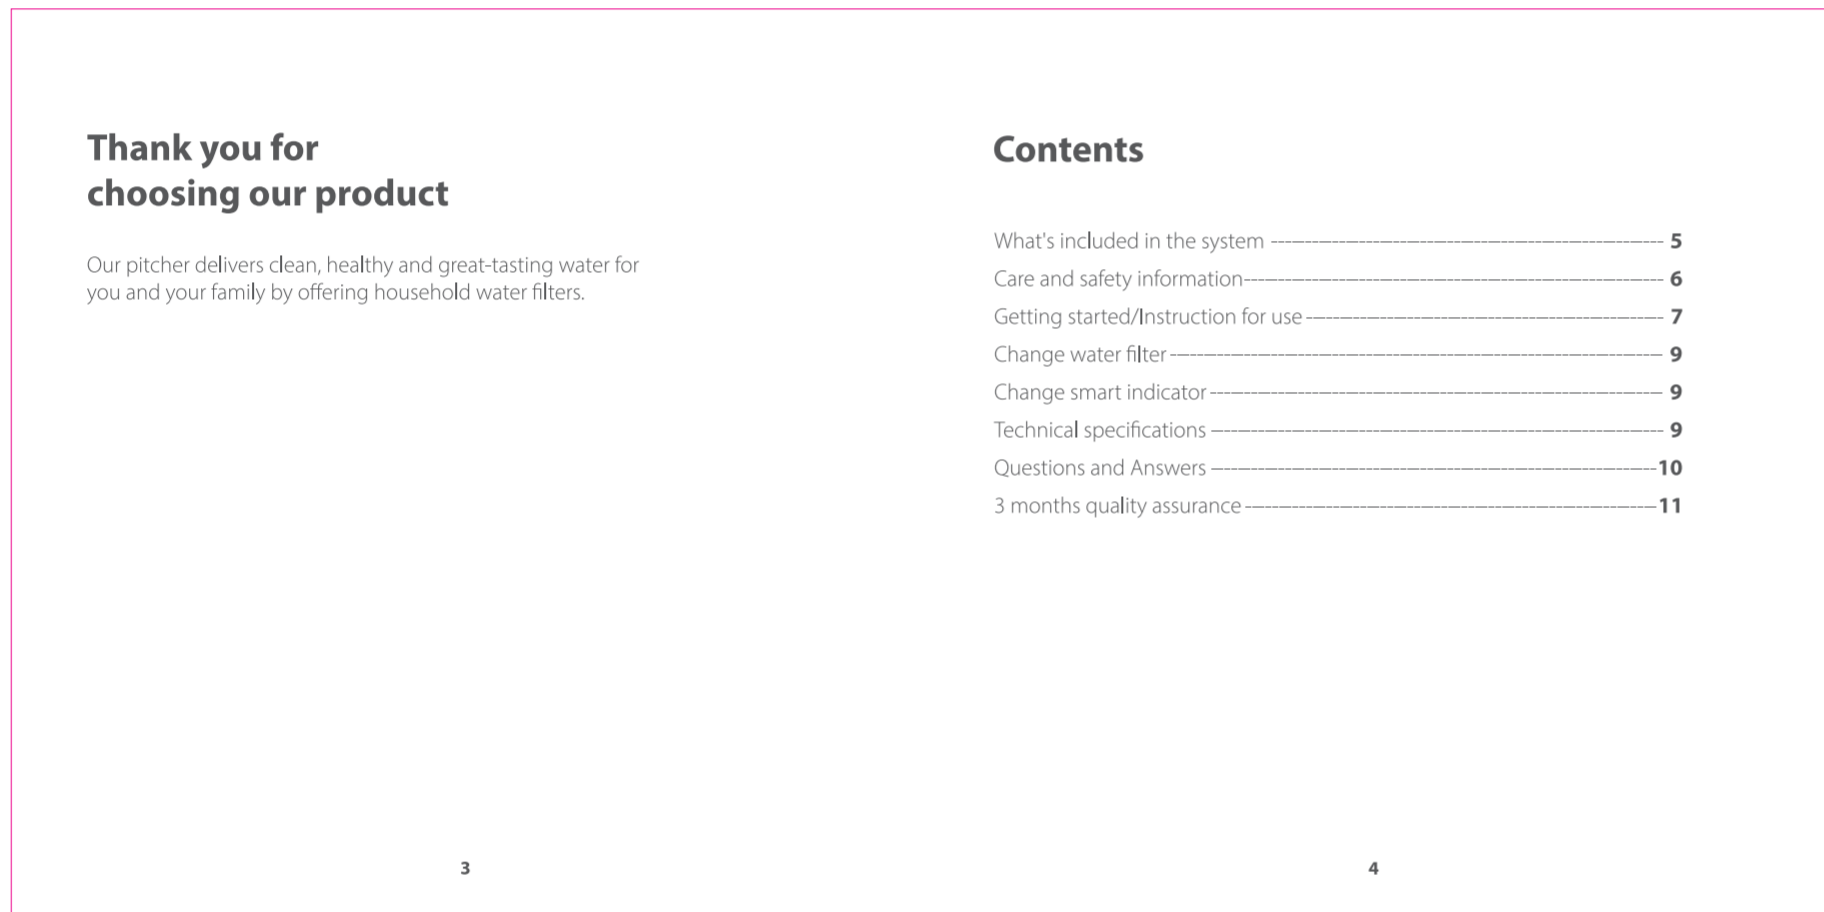 Thank you for
choosing our product
Our pitcher delivers clean, healthy and great-tasting water for
you and your family by offering household water filters.
3
Contents
What's included in the system 5
Care and safety information 6
Getting started/Instruction for use 7
Change water filter 9
Change smart indicator 9
Technical specifications 9
Questions and Answers 10
3 months quality assurance 11
4